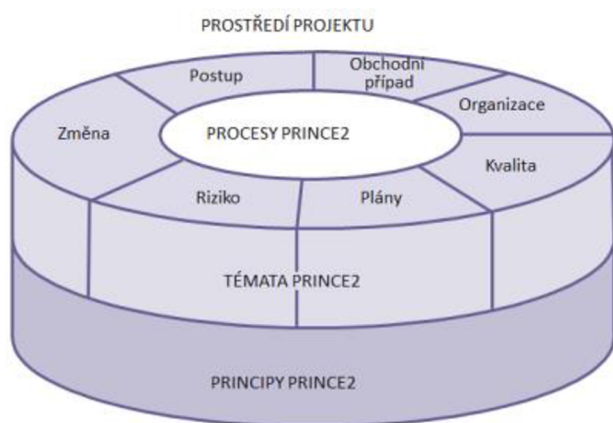 PROSTŘEDÍ PROJEKTU
Postup
Obchodní
případ
Organizace
Změna
PROCESY PRINCE2
Kvalita
Riziko
Plány
TÉMATA PRINCE2
PRINCIPY PRINCE2